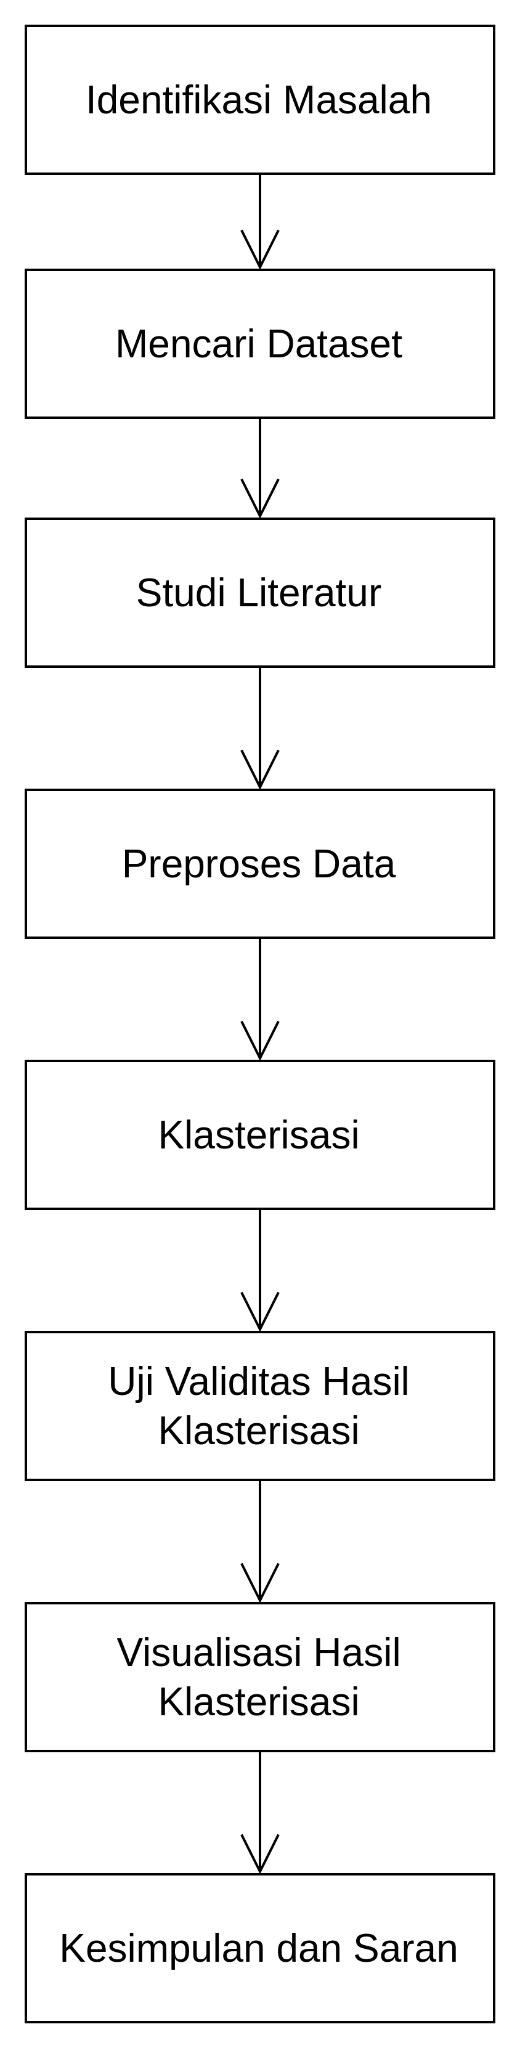 Identifikasi Masalah
Mencari Dataset
Studi Literatur
Preproses Data
Klasterisasi
Uji Validitas Hasil
Klasterisasi
Visualisasi Hasil
Klasterisasi
Kesimpulan dan Saran